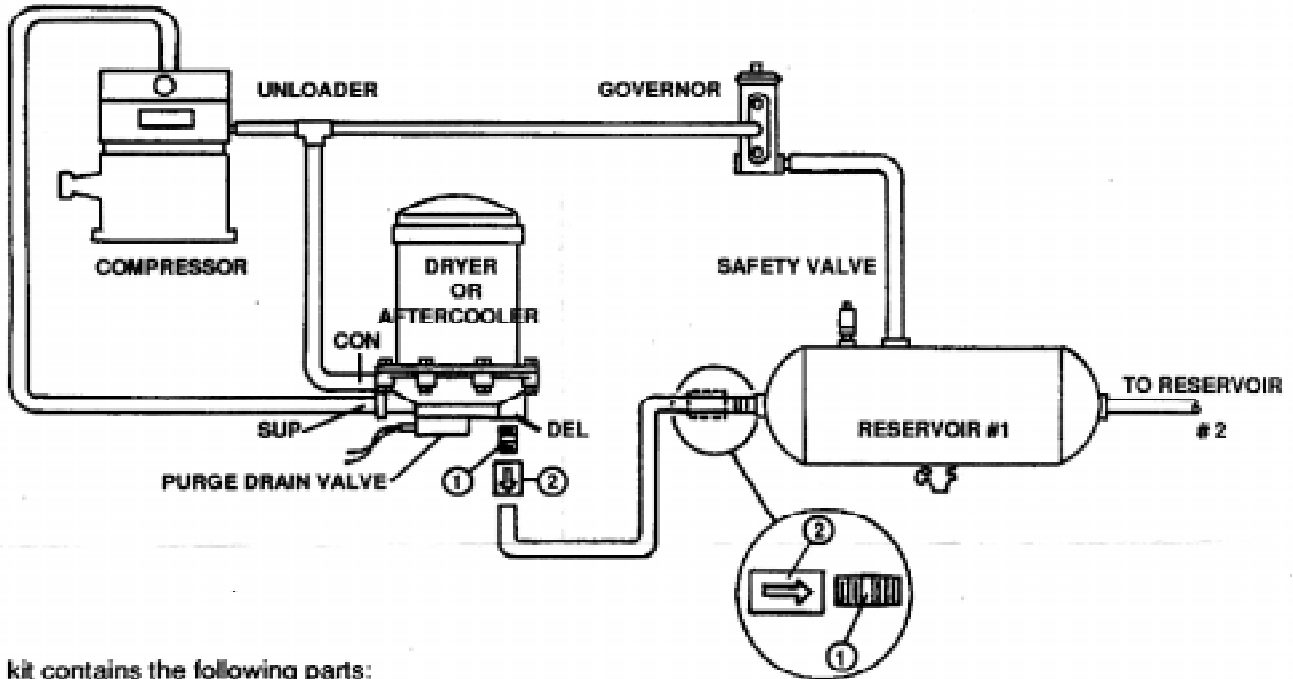 UNLOADER
GOVERNOR
COMPRESSOR
DRYER
OR
AFTERCOOLER
SAFETY VALVE
CON
TO RESERVOIR
# 2
RESERVOIR #1
SUP
DEL
PURGE DRAIN VALVE
1
2
2
1
kit contains the following parts: